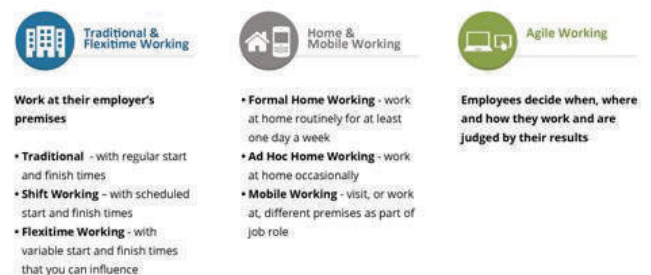 Traditional &
Flexitime Working
Work at their employer's
premises
• Traditional - with regular start
and finish times
• Shift Working – with scheduled
start and finish times
• Flexitime Working - with
variable start and finish times
that you can influence
Home &
Mobile Working
• Formal Home Working - work
at home routinely for at least
one day a week
• Ad Hoc Home Working - work
at home occasionally
• Mobile Working - visit, or work
at, different premises as part of
job role
Agile Working
Employees decide when, where
and how they work and are
judged by their results